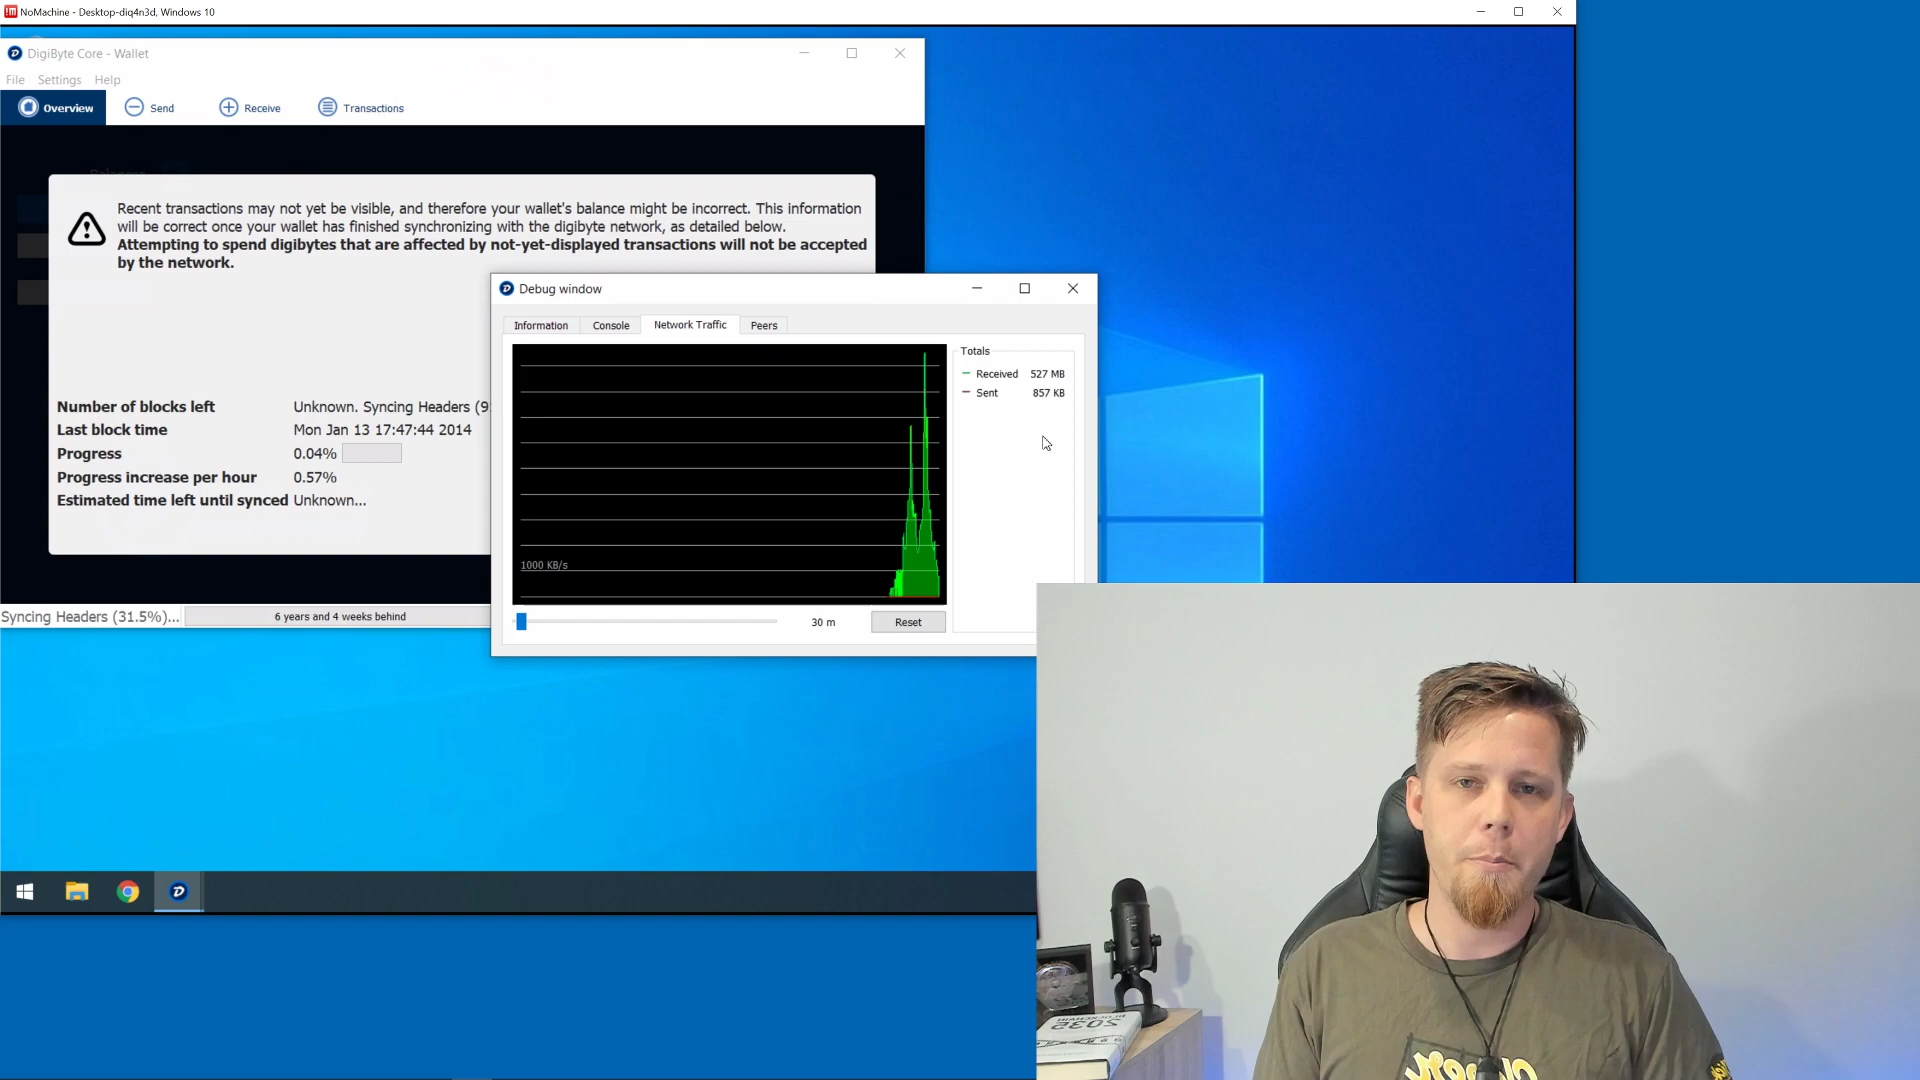 NoMachine - Desktop-diq4n3d, Windows 10
DigiByte Core - Wallet
File Settings Help
Overview Send Receive Transactions
Recent transactions may not yet be visible, and therefore your wallet's balance might be incorrect. This information
will be correct once your wallet has finished synchronizing with the digibyte network, as detailed below.
Attempting to spend digibytes that are affected by not-yet-displayed transactions will not be accepted
by the network.
Number of blocks left Unknown. Syncing Headers (9
Last block time Mon Jan 13 17:47:44 2014
Progress 0.04%
Progress increase per hour 0.57%
Estimated time left until synced Unknown...
Syncing Headers (31.5%)... 6 years and 4 weeks behind
Debug window
Information Console Network Traffic Peers
1000 KB/s
Totals
Received 527 MB
Sent 857 KB
30 m Reset
2035